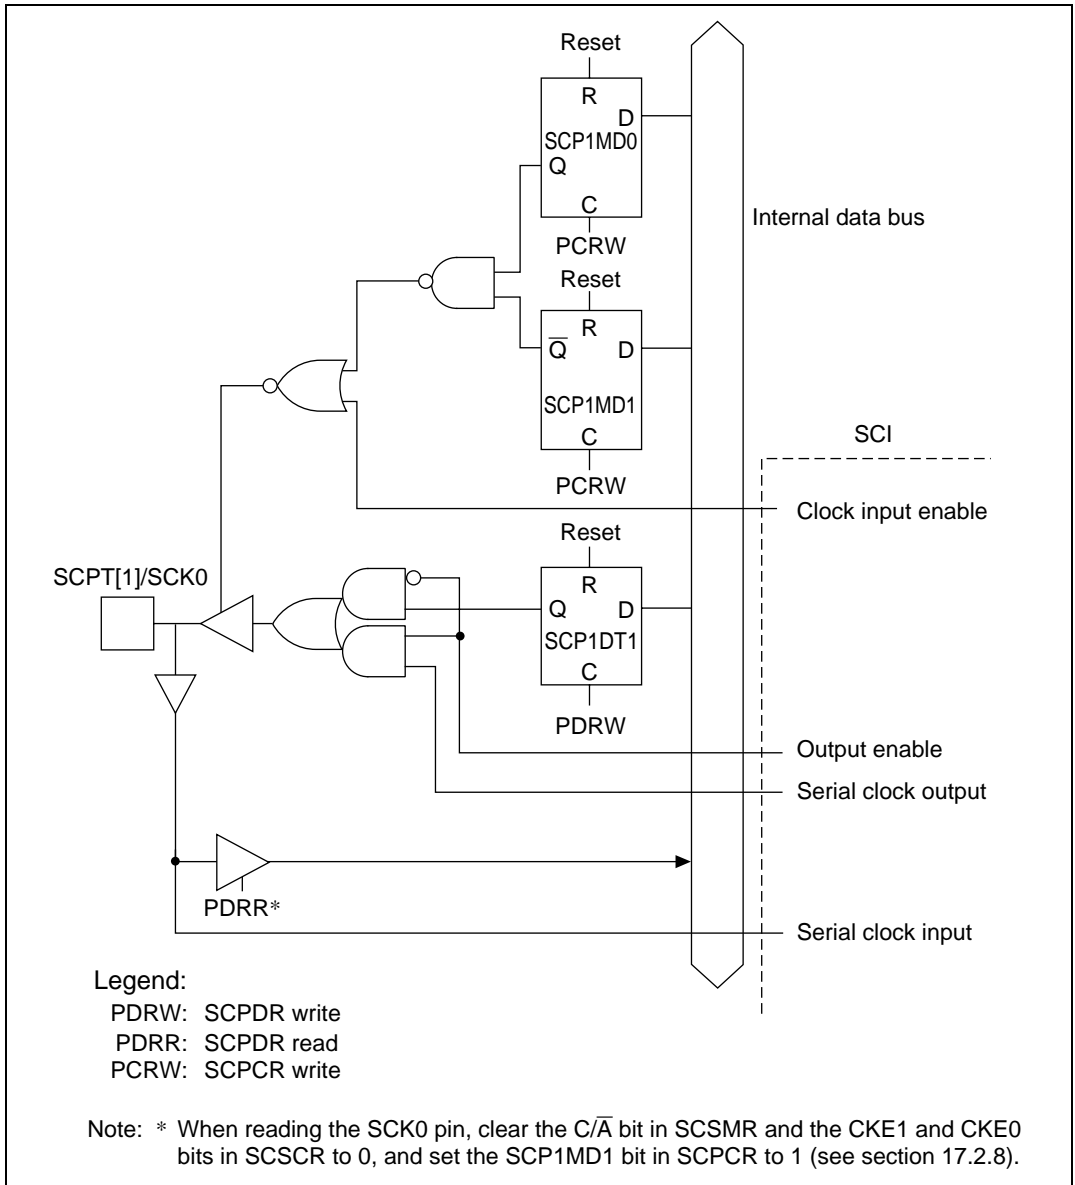 Reset
R
D
SCP1MD0
Q
C
PCRW
Internal data bus
Reset
R
Q̅ D
SCP1MD1
C
PCRW
SCI
Clock input enable
Reset
SCPT[1]/SCK0
R
Q D
SCP1DT1
C
PDRW
Output enable
Serial clock output
PDRR*
Serial clock input
Legend:
PDRW: SCPDR write
PDRR: SCPDR read
PCRW: SCPCR write
Note: * When reading the SCK0 pin, clear the C/A̅ bit in SCSMR and the CKE1 and CKE0
bits in SCSCR to 0, and set the SCP1MD1 bit in SCPCR to 1 (see section 17.2.8).